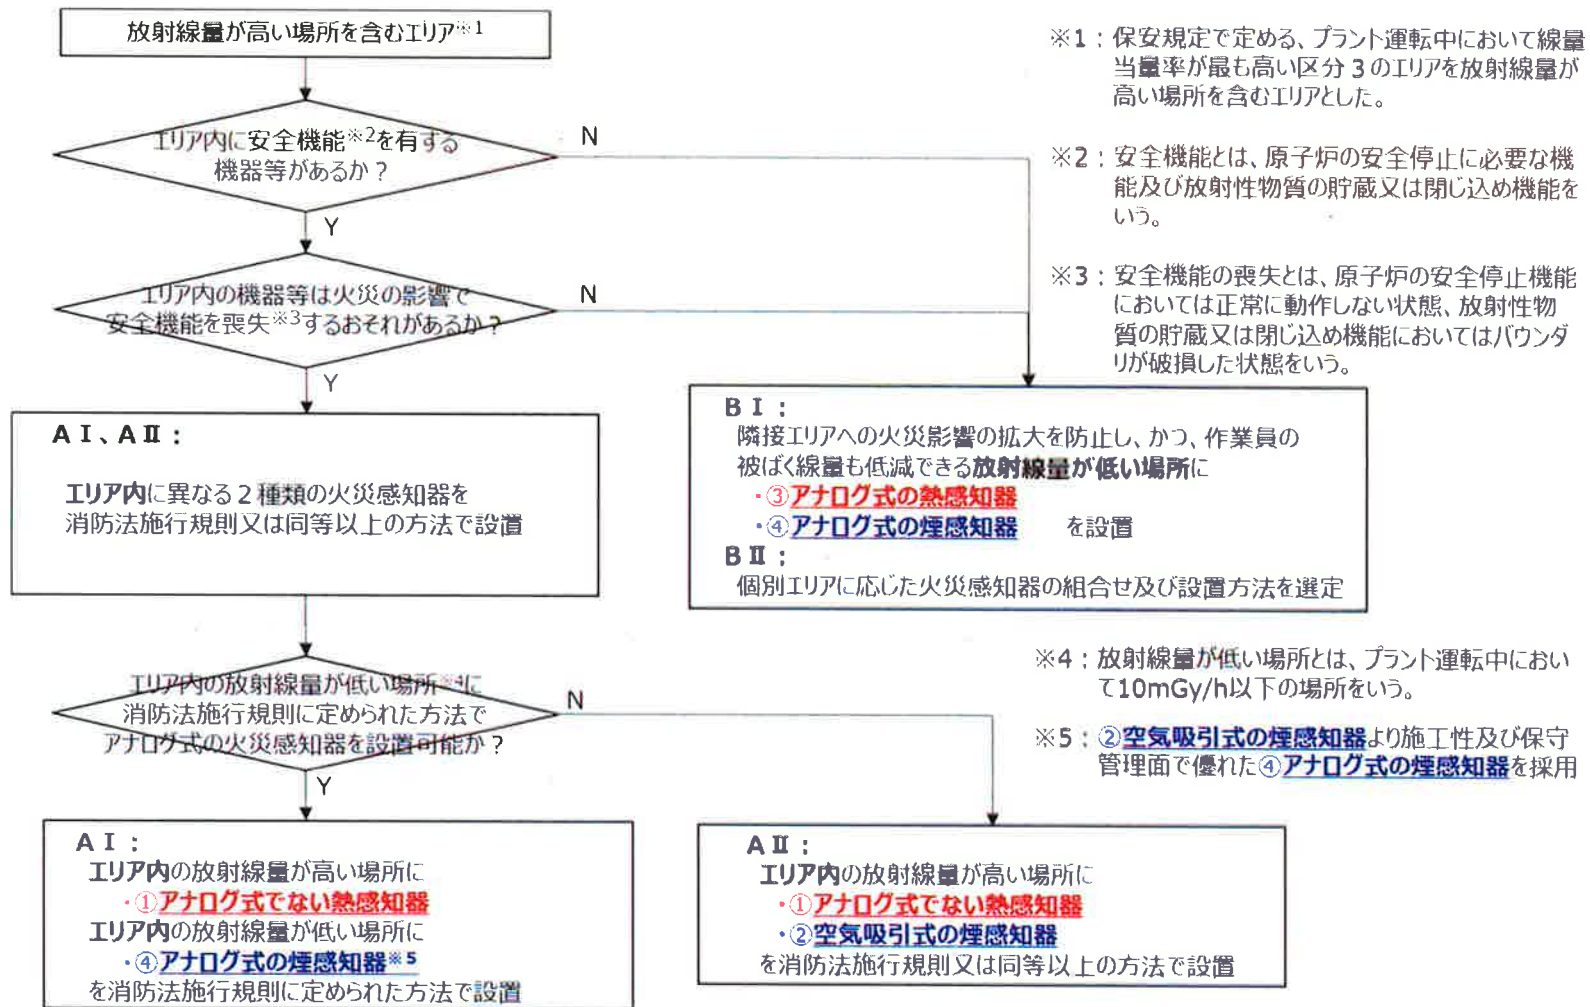 放射線量が高い場所を含むエリア※1
エリア内に安全機能※2を有する
機器等があるか？
N
Y
エリア内の機器等は火災の影響で
安全機能を喪失※3するおそれがあるか？
N
Y
※1：保安規定で定める、プラント運転中において線量
当量率が最も高い区分3のエリアを放射線量が
高い場所を含むエリアとした。
※2：安全機能とは、原子炉の安全停止に必要な機
能及び放射性物質の貯蔵又は閉じ込め機能を
いう。
※3：安全機能の喪失とは、原子炉の安全停止機能
においては正常に動作しない状態、放射性物
質の貯蔵又は閉じ込め機能においてはバウンダ
リが破損した状態をいう。
AⅠ、AⅡ：
エリア内に異なる2種類の火災感知器を
消防法施行規則又は同等以上の方法で設置
BⅠ：
隣接エリアへの火災影響の拡大を防止し、かつ、作業員の
被ばく線量も低減できる放射線量が低い場所に
・③アナログ式の熱感知器
・④アナログ式の煙感知器　を設置
BⅡ：
個別エリアに応じた火災感知器の組合せ及び設置方法を選定
エリア内の放射線量が低い場所※4に
消防法施行規則に定められた方法で
アナログ式の火災感知器を設置可能か？
N
Y
※4：放射線量が低い場所とは、プラント運転中におい
て10mGy/h以下の場所をいう。
※5：②空気吸引式の煙感知器より施工性及び保守
管理面で優れた④アナログ式の煙感知器を採用
AⅠ：
エリア内の放射線量が高い場所に
・①アナログ式でない熱感知器
エリア内の放射線量が低い場所に
・④アナログ式の煙感知器※5
を消防法施行規則に定められた方法で設置
AⅡ：
エリア内の放射線量が高い場所に
・①アナログ式でない熱感知器
・②空気吸引式の煙感知器
を消防法施行規則又は同等以上の方法で設置